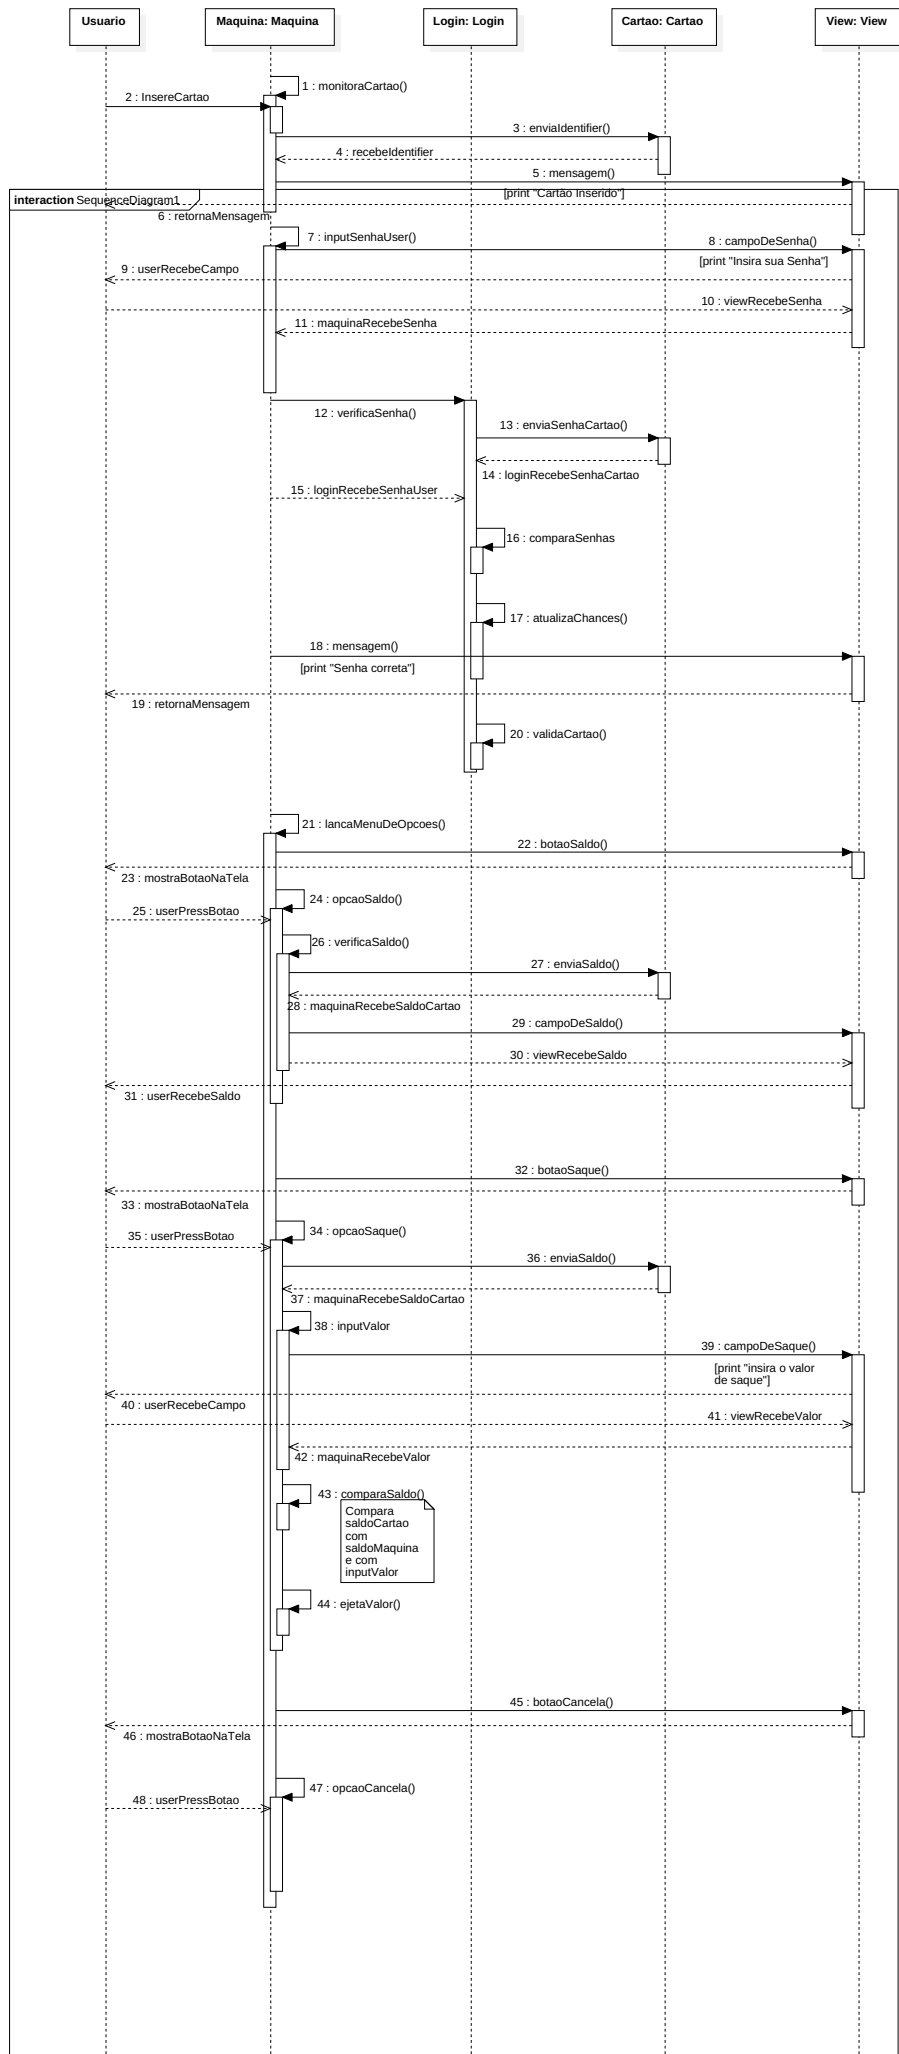 Usuario
Maquina: Maquina
Login: Login
Cartao: Cartao
View: View
1 : monitoraCartao()
2 : InsereCartao
3 : enviaIdentifier()
4 : recebeIdentifier
5 : mensagem()
[print "Cartão Inserido"]
interaction SequenceDiagram1
6 : retornaMensagem
7 : inputSenhaUser()
8 : campoDeSenha()
[print "Insira sua Senha"]
9 : userRecebeCampo
10 : viewRecebeSenha
11 : maquinaRecebeSenha
12 : verificaSenha()
13 : enviaSenhaCartao()
14 : loginRecebeSenhaCartao
15 : loginRecebeSenhaUser
16 : comparaSenhas
17 : atualizaChances()
18 : mensagem()
[print "Senha correta"]
19 : retornaMensagem
20 : validaCartao()
21 : lancaMenuDeOpcoes()
22 : botaoSaldo()
23 : mostraBotaoNaTela
24 : opcaoSaldo()
25 : userPressBotao
26 : verificaSaldo()
27 : enviaSaldo()
28 : maquinaRecebeSaldoCartao
29 : campoDeSaldo()
30 : viewRecebeSaldo
31 : userRecebeSaldo
32 : botaoSaque()
33 : mostraBotaoNaTela
34 : opcaoSaque()
35 : userPressBotao
36 : enviaSaldo()
37 : maquinaRecebeSaldoCartao
38 : inputValor
39 : campoDeSaque()
[print "insira o valor
de saque"]
40 : userRecebeCampo
41 : viewRecebeValor
42 : maquinaRecebeValor
43 : comparaSaldo()
Compara
saldoCartao
com
saldoMaquina
e com
inputValor
44 : ejetaValor()
45 : botaoCancela()
46 : mostraBotaoNaTela
47 : opcaoCancela()
48 : userPressBotao